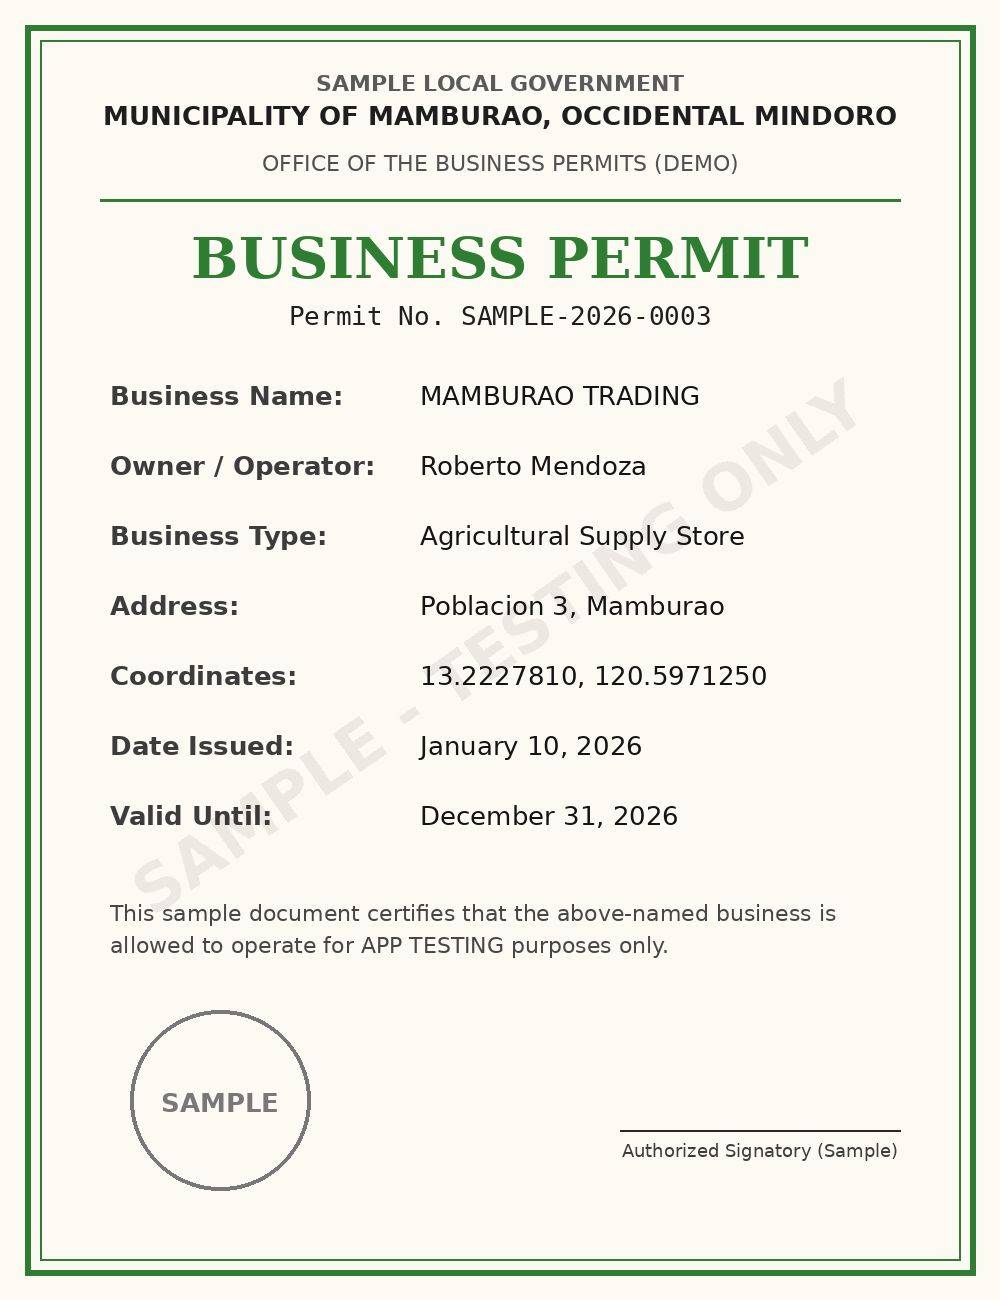 SAMPLE LOCAL GOVERNMENT
MUNICIPALITY OF MAMBURAO, OCCIDENTAL MINDORO
OFFICE OF THE BUSINESS PERMITS (DEMO)
BUSINESS PERMIT
Permit No. SAMPLE-2026-0003
Business Name: MAMBURAO TRADING
Owner / Operator: Roberto Mendoza
Business Type: Agricultural Supply Store
Address: Poblacion 3, Mamburao
Coordinates: 13.2227810, 120.5971250
Date Issued: January 10, 2026
Valid Until: December 31, 2026
SAMPLE - TESTING ONLY
This sample document certifies that the above-named business is
allowed to operate for APP TESTING purposes only.
SAMPLE
Authorized Signatory (Sample)